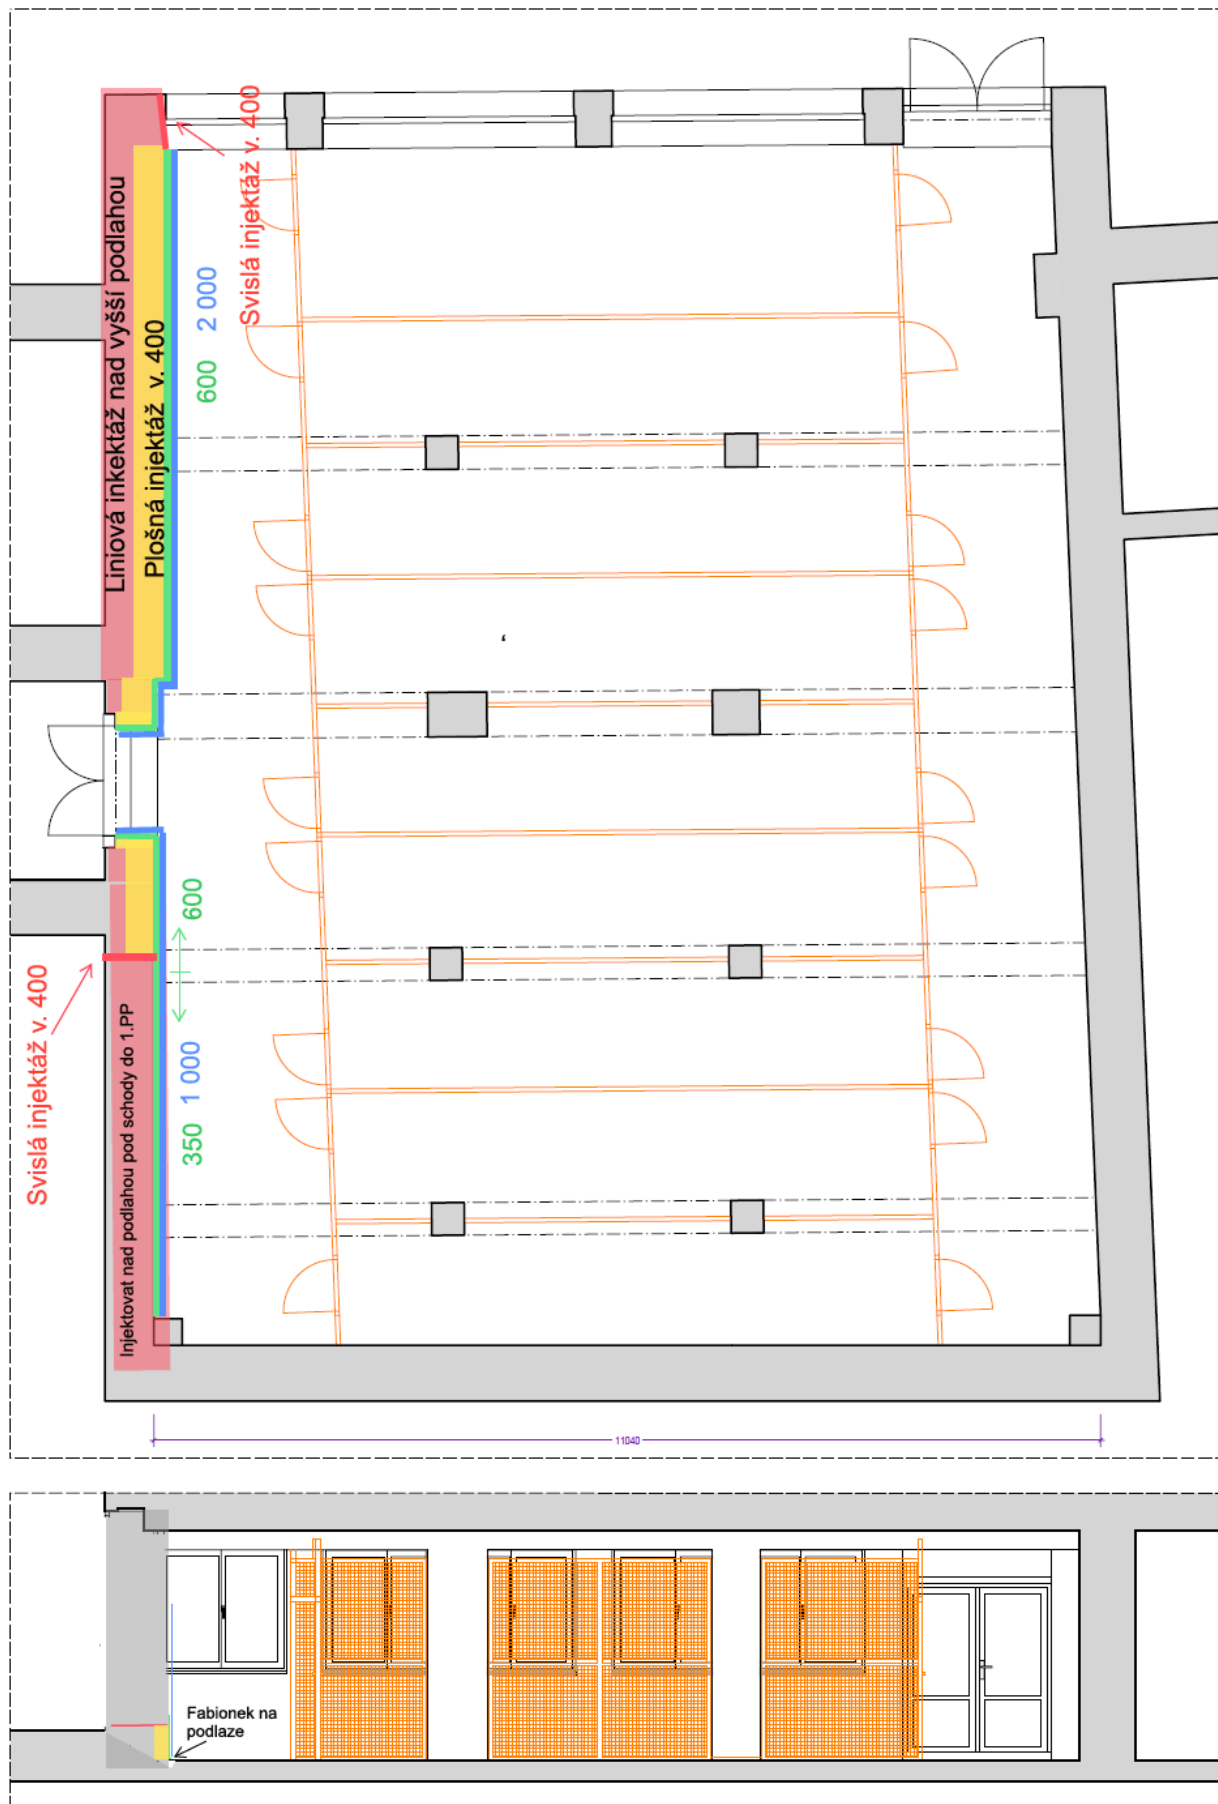 Svislá injektáž v. 400
Liniová inkektáž nad vyšší podlahou
Plošná injektáž v. 400
600 2 000
600
Svislá injektáž v. 400
350 1 000
Injektovat nad podlahou pod schody do 1.PP
11040
Fabionek na
podlaze